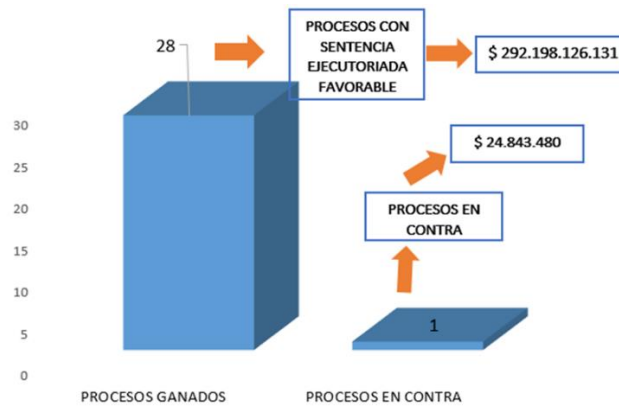 28
PROCESOS CON
SENTENCIA
EJECUTORIADA
FAVORABLE
$ 292.198.126.131
$ 24.843.480
PROCESOS EN
CONTRA
30
25
20
15
10
5
0
1
PROCESOS GANADOS
PROCESOS EN CONTRA